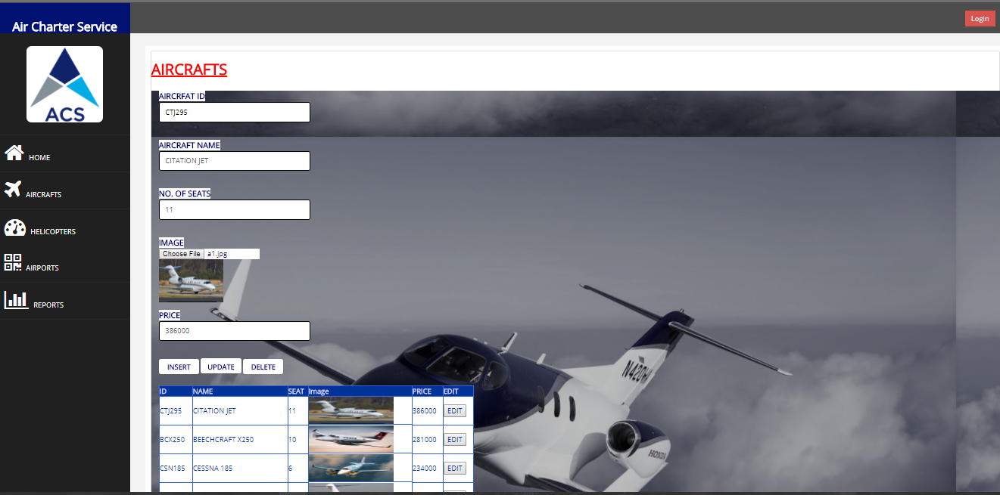 Air Charter Service
Login
ACS
HOME
AIRCRAFTS
HELICOPTERS
AIRPORTS
REPORTS
AIRCRAFTS
AIRCRFAT ID
CTJ295
AIRCRAFT NAME
CITATION JET
NO. OF SEATS
11
IMAGE
Choose File a1.jpg
PRICE
386000
INSERT UPDATE DELETE
ID NAME SEAT Image PRICE EDIT
CTJ295 CITATION JET 11 386000 EDIT
BCX250 BEECHCRAFT X250 10 281000 EDIT
CSN185 CESSNA 185 6 234000 EDIT
HONDA